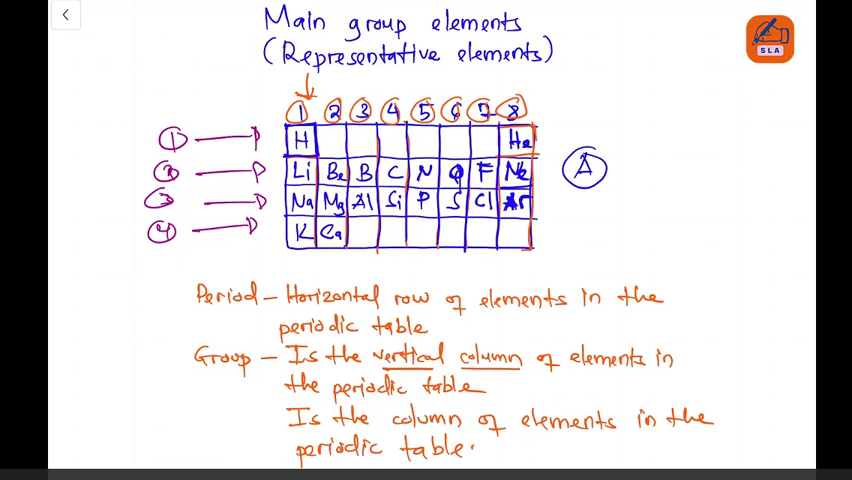 Main group elements
(Representative elements)
SLA
1 2 3 4 5 6 7 8
1 H He
2 Li Be B C N O F Ne A
3 Na Mg Al Si P S Cl Ar
4 K Ca
Period - Horizontal row of elements in the
periodic table
Group - Is the vertical column of elements in
the periodic table
Is the column of elements in the
periodic table.